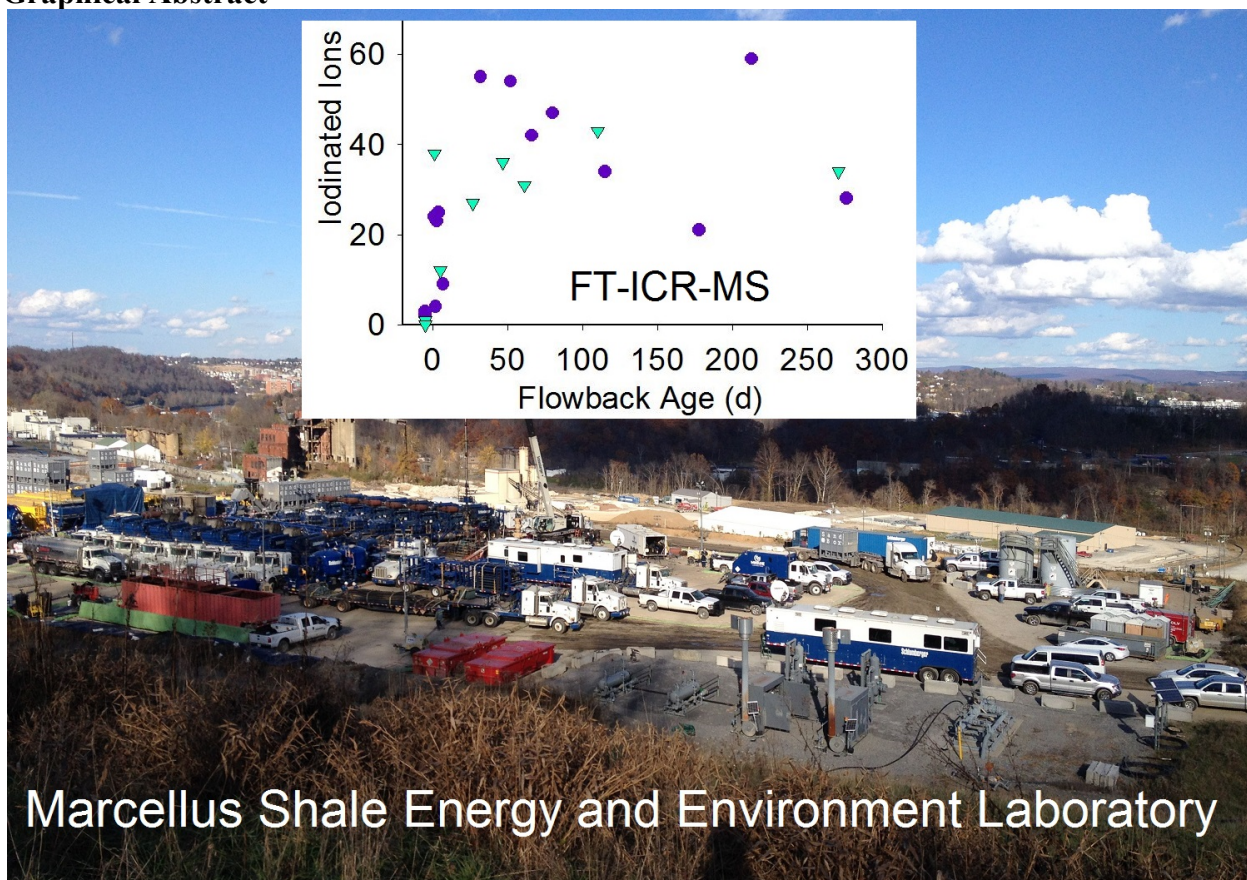 Graphical Abstract
60
40
20
0
Iodinated Ions
FT-ICR-MS
0 50 100 150 200 250 300
Flowback Age (d)
Schlumberger
Marcellus Shale Energy and Environment Laboratory